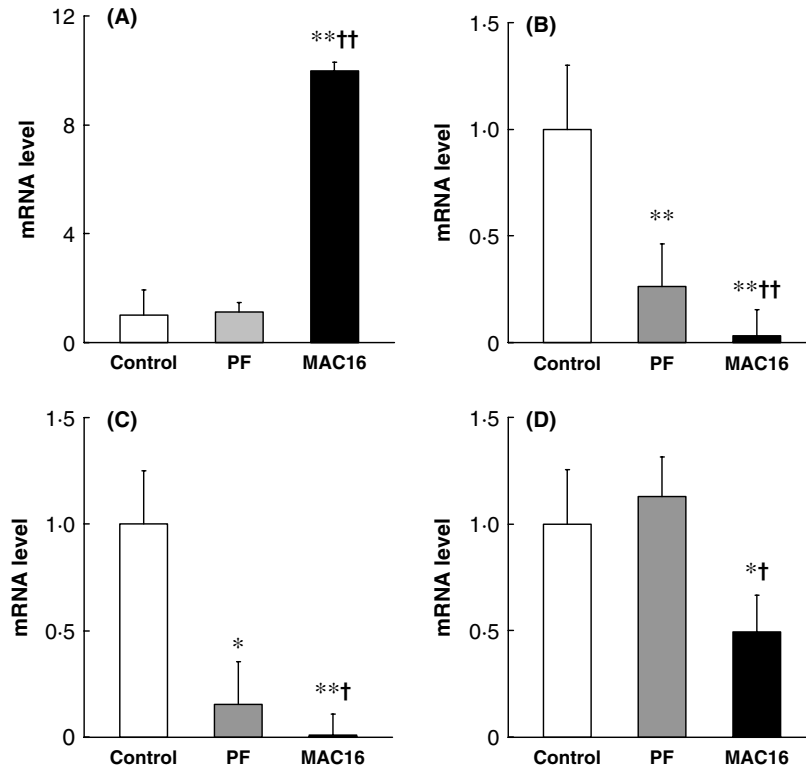 (A)
mRNA level
12
8
4
0
**††
Control PF MAC16
(B)
mRNA level
1·5
1·0
0·5
0
**
**††
Control PF MAC16
(C)
mRNA level
1·5
1·0
0·5
0
*
**†
Control PF MAC16
(D)
mRNA level
1·5
1·0
0·5
0
*†
Control PF MAC16